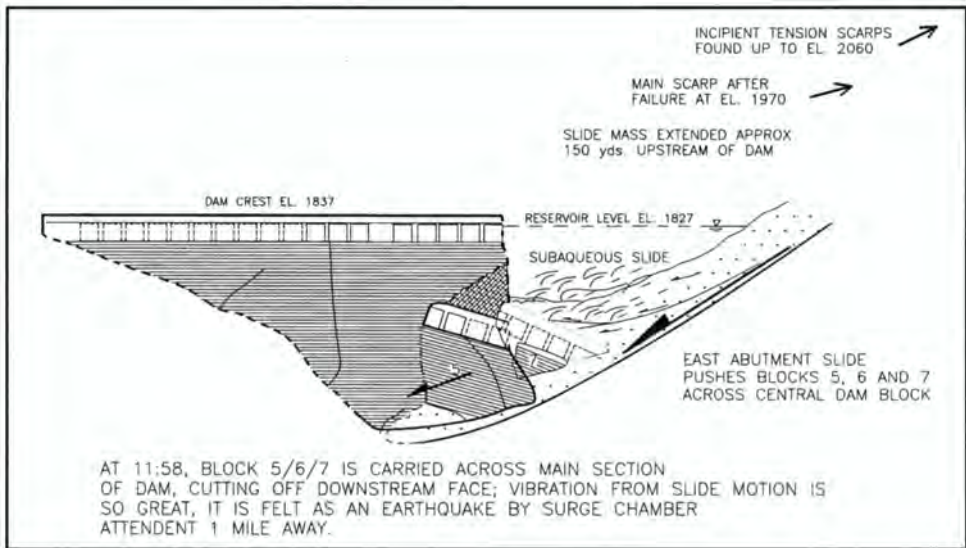 INCIPIENT TENSION SCARPS
FOUND UP TO EL. 2060
MAIN SCARP AFTER
FAILURE AT EL. 1970
SLIDE MASS EXTENDED APPROX
150 yds. UPSTREAM OF DAM
DAM CREST EL. 1837
RESERVOIR LEVEL EL. 1827
SUBAQUEOUS SLIDE
7
EAST ABUTMENT SLIDE
PUSHES BLOCKS 5, 6 AND 7
ACROSS CENTRAL DAM BLOCK
AT 11:58, BLOCK 5/6/7 IS CARRIED ACROSS MAIN SECTION
OF DAM, CUTTING OFF DOWNSTREAM FACE; VIBRATION FROM SLIDE MOTION IS
SO GREAT, IT IS FELT AS AN EARTHQUAKE BY SURGE CHAMBER
ATTENDENT 1 MILE AWAY.